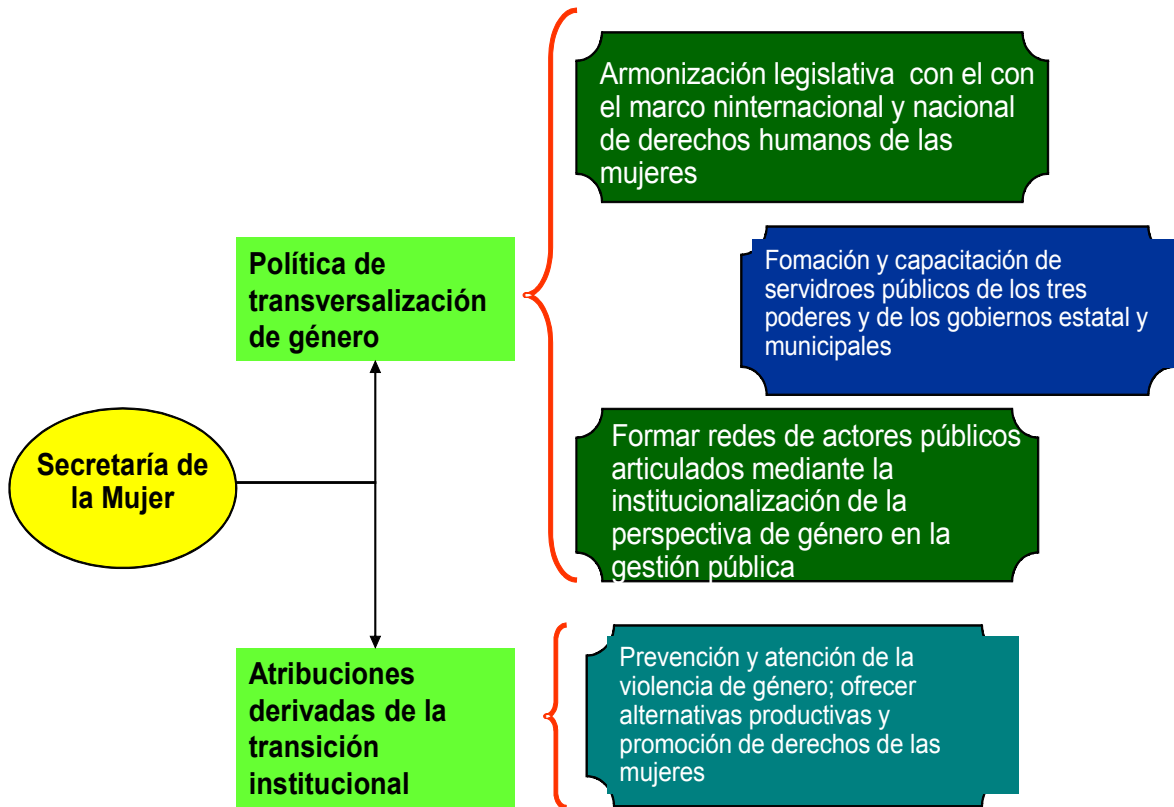 Armonización legislativa con el con
el marco ninternacional y nacional
de derechos humanos de las
mujeres
Política de
transversalización
de género
Fomación y capacitación de
servidroes públicos de los tres
poderes y de los gobiernos estatal y
municipales
Secretaría de
la Mujer
Formar redes de actores públicos
articulados mediante la
institucionalización de la
perspectiva de género en la
gestión pública
Atribuciones
derivadas de la
transición
institucional
Prevención y atención de la
violencia de género; ofrecer
alternativas productivas y
promoción de derechos de las
mujeres